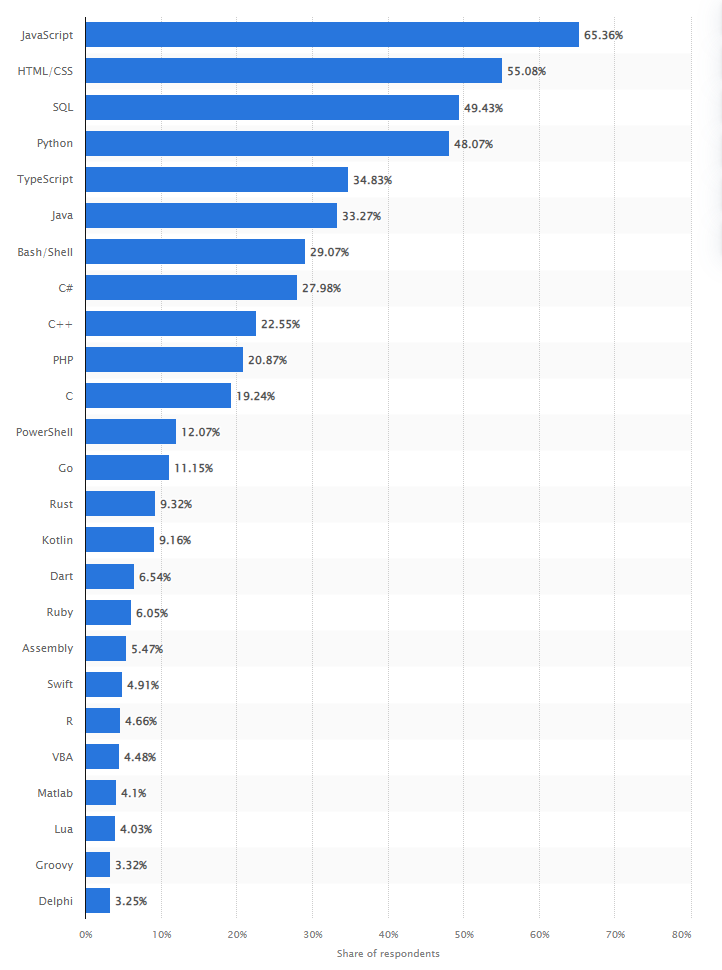 JavaScript 65.36%
HTML/CSS 55.08%
SQL 49.43%
Python 48.07%
TypeScript 34.83%
Java 33.27%
Bash/Shell 29.07%
C# 27.98%
C++ 22.55%
PHP 20.87%
C 19.24%
PowerShell 12.07%
Go 11.15%
Rust 9.32%
Kotlin 9.16%
Dart 6.54%
Ruby 6.05%
Assembly 5.47%
Swift 4.91%
R 4.66%
VBA 4.48%
Matlab 4.1%
Lua 4.03%
Groovy 3.32%
Delphi 3.25%
0% 10% 20% 30% 40% 50% 60% 70% 80%
Share of respondents